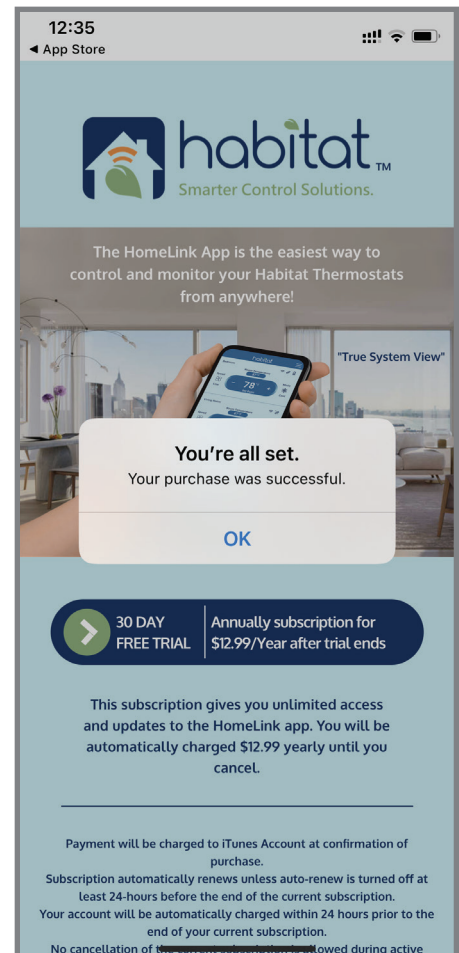 12:35
◀ App Store
habitat™
Smarter Control Solutions.
The HomeLink App is the easiest way to
control and monitor your Habitat Thermostats
from anywhere!
"True System View"
habitat
78
You're all set.
Your purchase was successful.
OK
30 DAY
FREE TRIAL
Annually subscription for
$12.99/Year after trial ends
This subscription gives you unlimited access
and updates to the HomeLink app. You will be
automatically charged $12.99 yearly until you
cancel.
Payment will be charged to iTunes Account at confirmation of
purchase.
Subscription automatically renews unless auto-renew is turned off at
least 24-hours before the end of the current subscription.
Your account will be automatically charged within 24 hours prior to the
end of your current subscription.
No cancellation of the current subscription is allowed during active